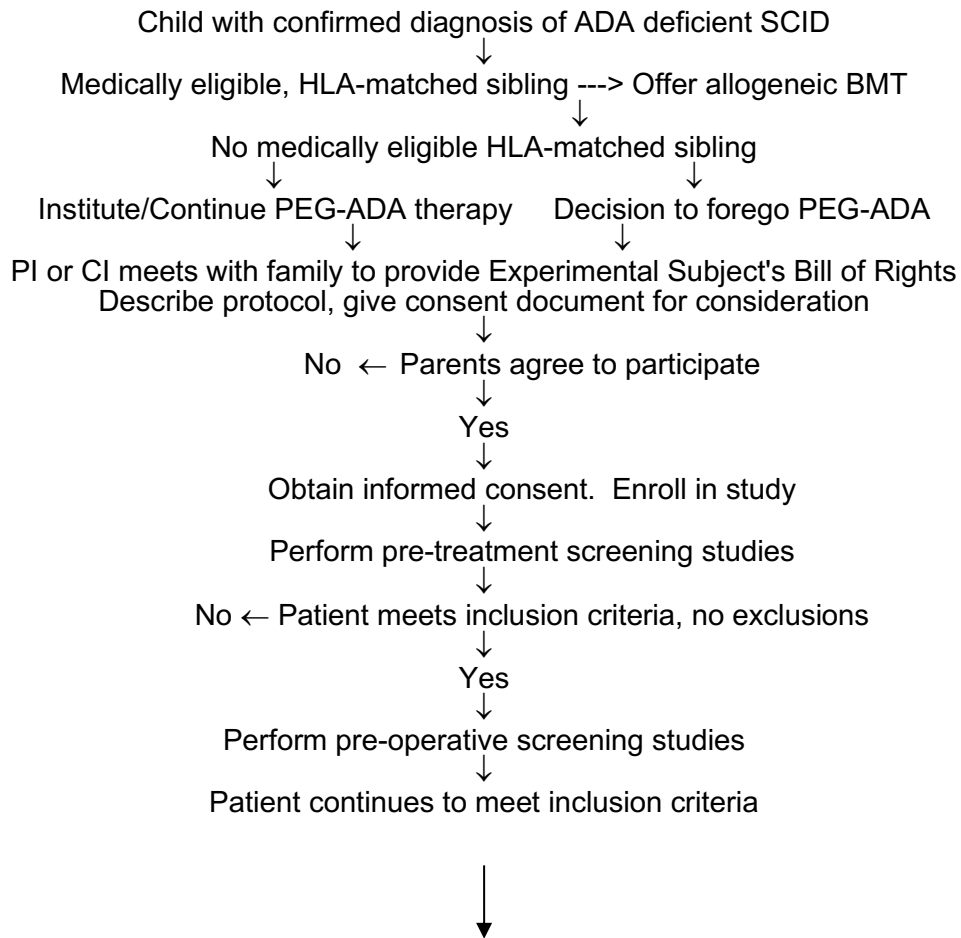 Child with confirmed diagnosis of ADA deficient SCID
↓
Medically eligible, HLA-matched sibling ---> Offer allogeneic BMT
↓
No medically eligible HLA-matched sibling
↓ ↓
Institute/Continue PEG-ADA therapy Decision to forego PEG-ADA
↓ ↓
PI or CI meets with family to provide Experimental Subject's Bill of Rights
Describe protocol, give consent document for consideration
↓
No ← Parents agree to participate
↓
Yes
↓
Obtain informed consent. Enroll in study
↓
Perform pre-treatment screening studies
↓
No ← Patient meets inclusion criteria, no exclusions
↓
Yes
↓
Perform pre-operative screening studies
↓
Patient continues to meet inclusion criteria